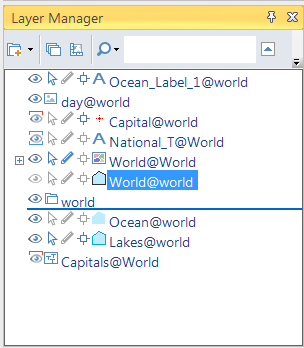 Layer Manager
Ocean_Label_1@world
day@world
Capital@world
National_T@World
World@World
World@world
world
Ocean@world
Lakes@world
Capitals@World